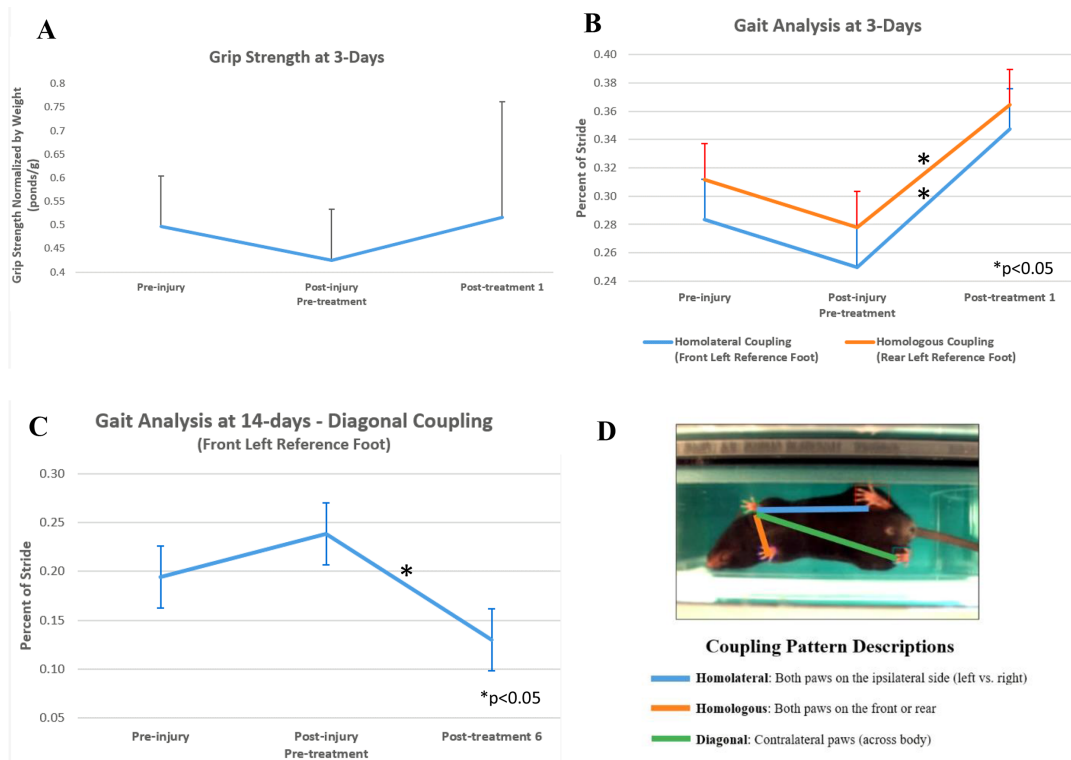 A
Grip Strength at 3-Days
Grip Strength Normalized by Weight
(ponds/g)
0.8
0.75
0.7
0.65
0.6
0.55
0.5
0.45
0.4
Pre-injury
Post-injury
Pre-treatment
Post-treatment 1
B
Gait Analysis at 3-Days
Percent of Stride
0.40
0.38
0.36
0.34
0.32
0.30
0.28
0.26
0.24
*
*
*p<0.05
Pre-injury
Post-injury
Pre-treatment
Post-treatment 1
Homolateral Coupling
(Front Left Reference Foot)
Homologous Coupling
(Rear Left Reference Foot)
C
Gait Analysis at 14-days - Diagonal Coupling
(Front Left Reference Foot)
Percent of Stride
0.30
0.25
0.20
0.15
0.10
0.05
*
*p<0.05
Pre-injury
Post-injury
Pre-treatment
Post-treatment 6
D
Coupling Pattern Descriptions
Homolateral: Both paws on the ipsilateral side (left vs. right)
Homologous: Both paws on the front or rear
Diagonal: Contralateral paws (across body)